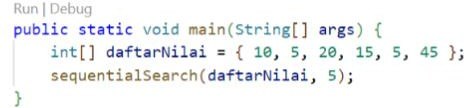 Run | Debug
public static void main(String[] args) {
    int[] daftarNilai = { 10, 5, 20, 15, 5, 45 };
    sequentialSearch(daftarNilai, 5);
}